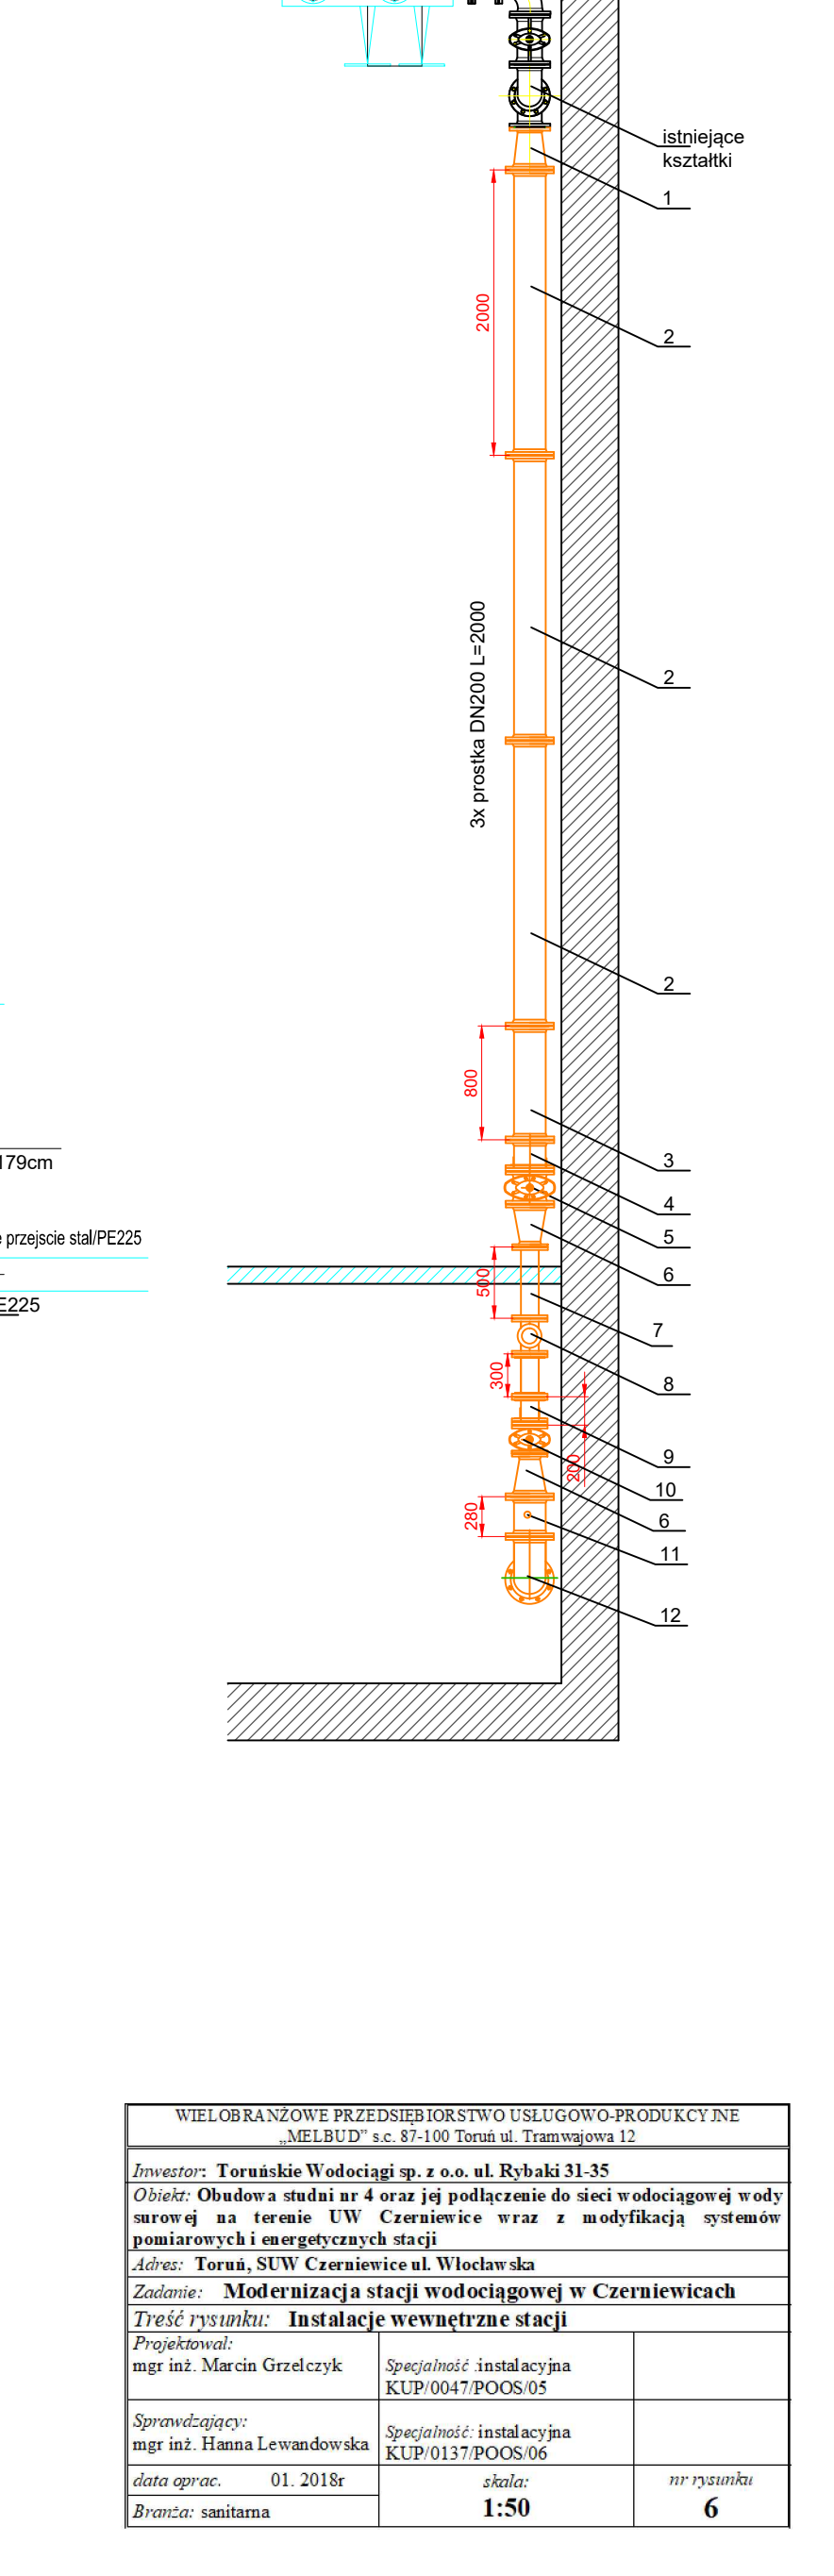 istniejące
kształtki
1
2000
2
3x prostka DN200 L=2000
2
2
800
3
179cm
4
5
e przejscie stal/PE225
6
500
E225
7
300
8
9
200
10
280
6
11
12
WIELOBRANŻOWE PRZEDSIĘBIORSTWO USŁUGOWO-PRODUKCYJNE
„MELBUD” s.c. 87-100 Toruń ul. Tramwajowa 12
Inwestor: Toruńskie Wodociągi sp. z o.o. ul. Rybaki 31-35
Obiekt: Obudowa studni nr 4 oraz jej podłączenie do sieci wodociągowej wody
surowej na terenie UW Czerniewice wraz z modyfikacją systemów
pomiarowych i energetycznych stacji
Adres: Toruń, SUW Czerniewice ul. Włocławska
Zadanie: Modernizacja stacji wodociągowej w Czerniewicach
Treść rysunku: Instalacje wewnętrzne stacji
Projektował:
mgr inż. Marcin Grzelczyk
Specjalność :instalacyjna
KUP/0047/POOS/05
Sprawdzający:
mgr inż. Hanna Lewandowska
Specjalność: instalacyjna
KUP/0137/POOS/06
data oprac. 01. 2018r
skala:
nr rysunku
Branża: sanitarna
1:50
6